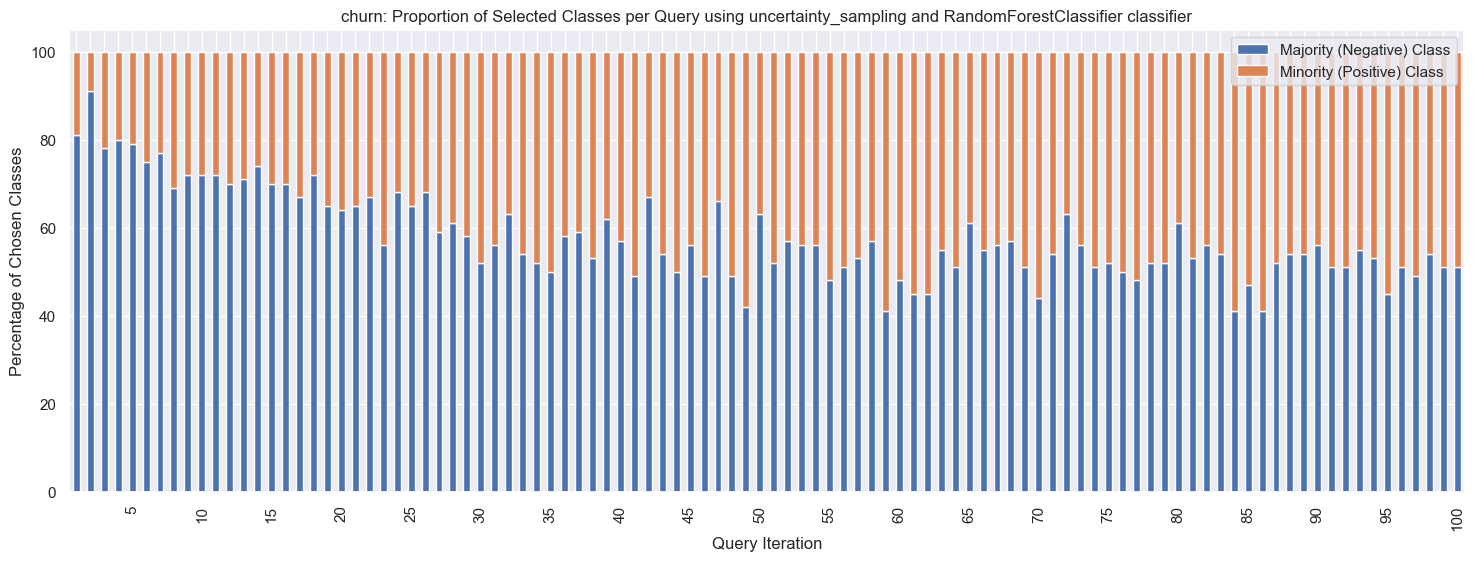 churn: Proportion of Selected Classes per Query using uncertainty_sampling and RandomForestClassifier classifier
Majority (Negative) Class
Minority (Positive) Class
Percentage of Chosen Classes
100
80
60
40
20
0
5 10 15 20 25 30 35 40 45 50 55 60 65 70 75 80 85 90 95 100
Query Iteration